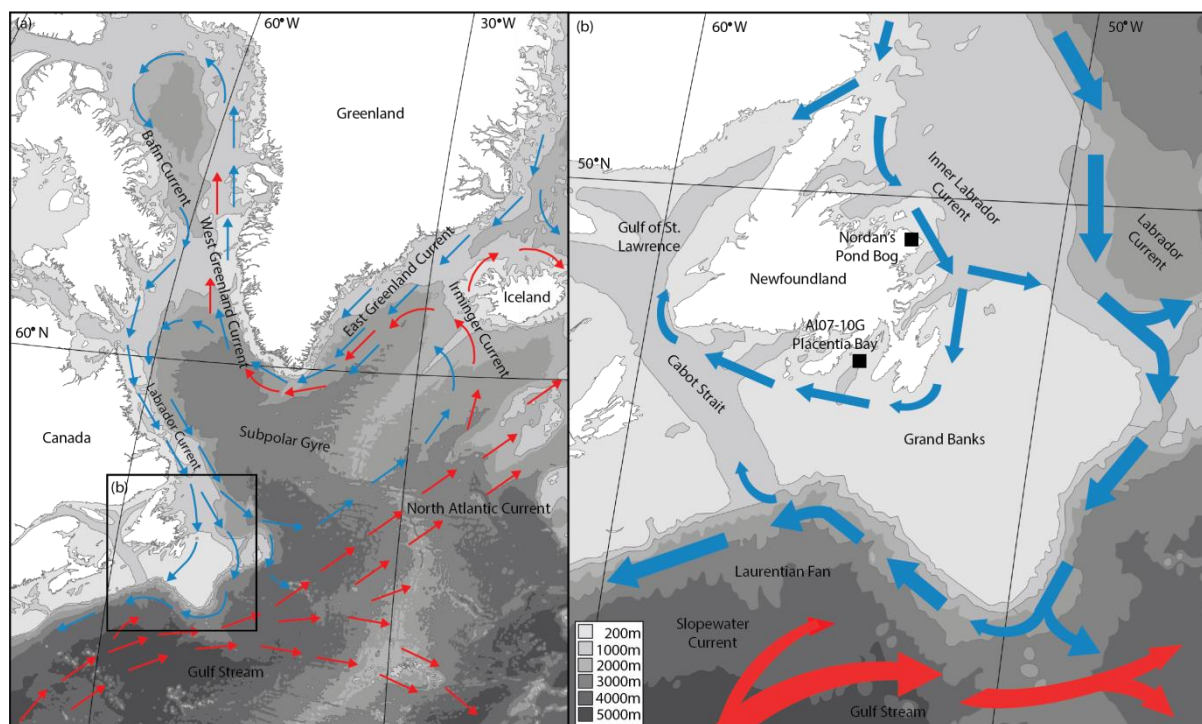 (a)
60°W
30°W
Greenland
Bafin Current
West Greenland Current
East Greenland Current
Irminger Current
Iceland
60°N
Labrador Current
Canada
Subpolar Gyre
(b)
North Atlantic Current
Gulf Stream
(b)
60°W
50°W
50°N
Inner Labrador
Current
Gulf of St.
Lawrence
Nordan's
Pond Bog
Labrador
Current
Newfoundland
AI07-10G
Placentia Bay
Cabot Strait
Grand Banks
Laurentian Fan
Slopewater
Current
Gulf Stream
200m
1000m
2000m
3000m
4000m
5000m